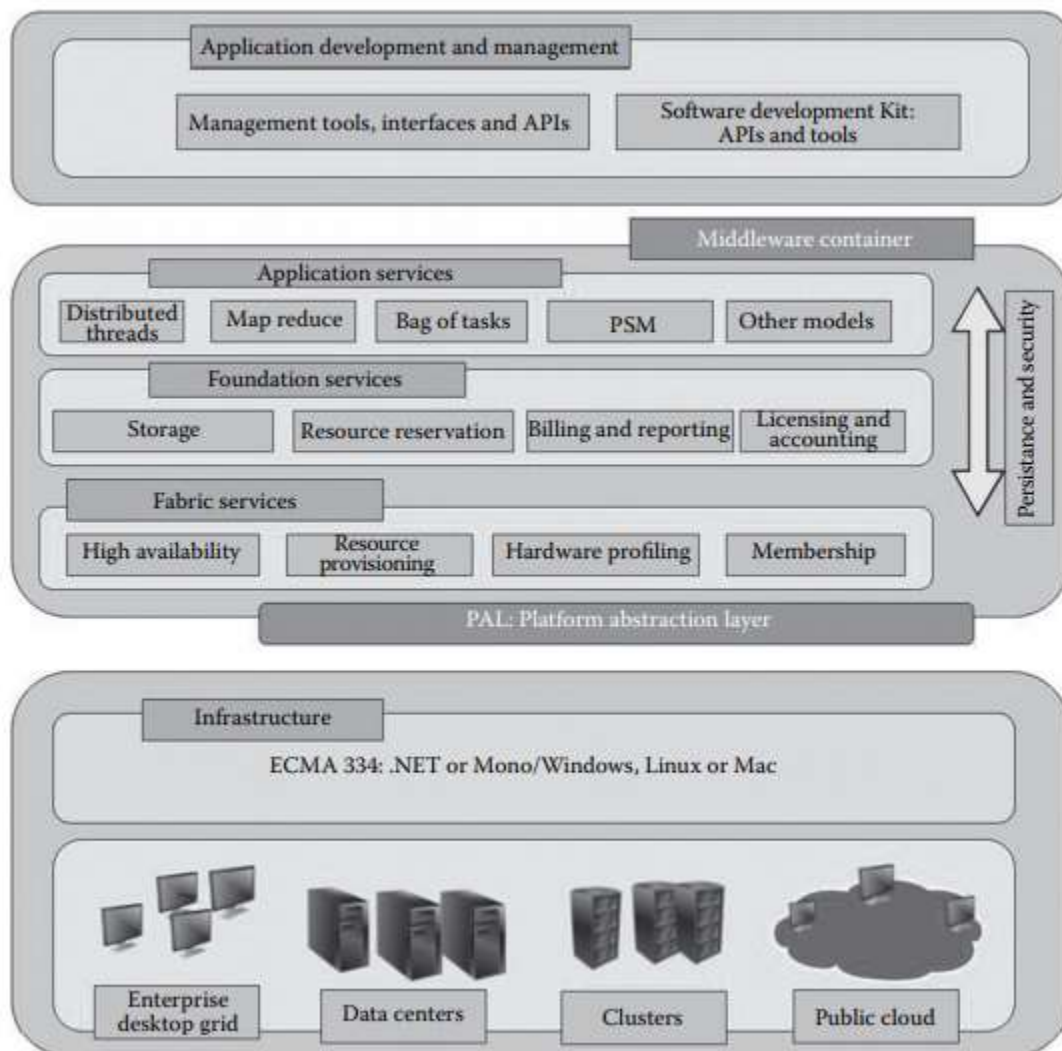 Application development and management
Management tools, interfaces and APIs
Software development Kit:
APIs and tools
Middleware container
Application services
Distributed
threads
Map reduce
Bag of tasks
PSM
Other models
Foundation services
Storage
Resource reservation
Billing and reporting
Licensing and
accounting
Persistance and security
Fabric services
High availability
Resource
provisioning
Hardware profiling
Membership
PAL: Platform abstraction layer
Infrastructure
ECMA 334: .NET or Mono/Windows, Linux or Mac
Enterprise
desktop grid
Data centers
Clusters
Public cloud